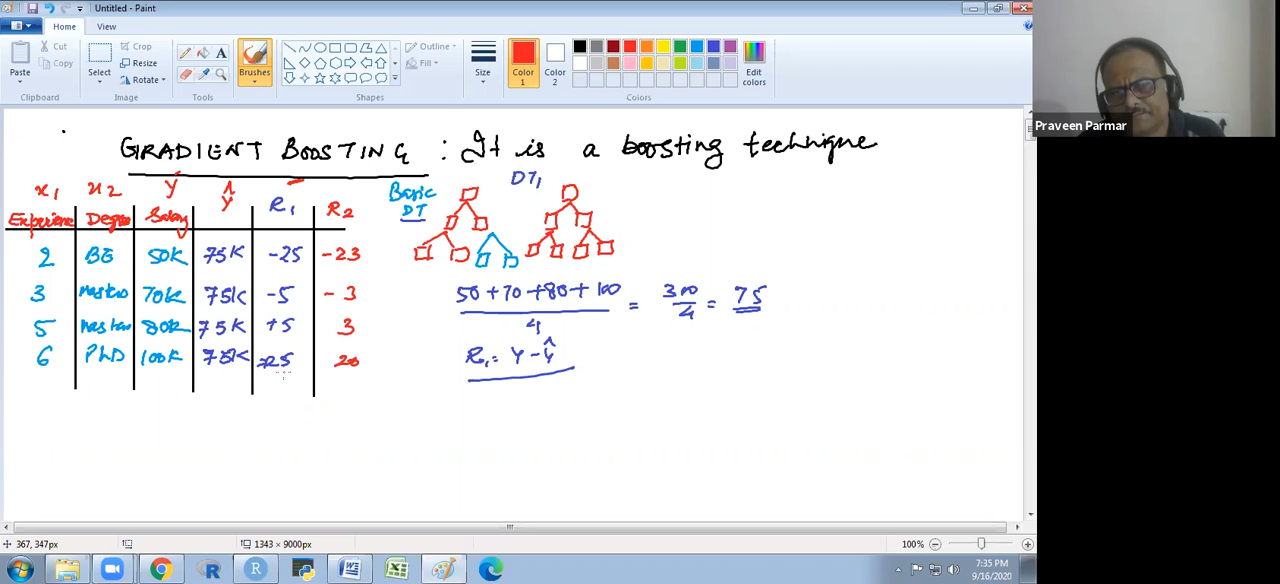 Untitled - Paint
Home View
Paste
Cut
Copy
Clipboard
Select
Crop
Resize
Rotate
Image
A
Tools
Brushes
Shapes
Outline
Fill
Size
Color 1
Color 2
Edit colors
Colors
Praveen Parmar
GRADIENT BOOSTING : It is a boosting technique
x1 x2 y ŷ R1 R2
Experience Degree Salary
2 BE 50K 75K -25 -23
3 Masters 70K 75K -5 -3
5 Masters 80K 75K +5 3
6 PhD 100K 75K 25 20
Basic DT
DT1
50+70+80+100 / 4 = 300/4 = 75
R1 = Y - Ŷ
367, 347px
1343 × 9000px
100%
R
R
W
X
7:35 PM
9/16/2020